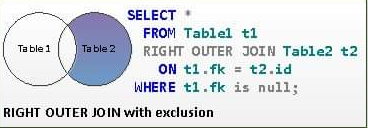 Table 1
Table 2
SELECT *
FROM Table1 t1
RIGHT OUTER JOIN Table2 t2
ON t1.fk = t2.id
WHERE t1.fk is null;
RIGHT OUTER JOIN with exclusion